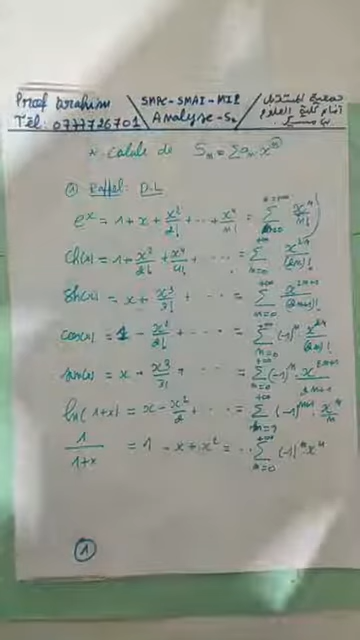 Proof Ibrahim
Tél: 0777726701
SMPC-SMAI-MIP
Analyse-S2
* calcule de S_n = Σ a_n x^n
① Raffel: D.L
e^x = 1 + x + x²/2! + ... + x^n/n! = Σ_{n=0}^{+∞} x^n/n!
ch(x) = 1 + x²/2! + x⁴/4! + ... = Σ_{n=0}^{+∞} x^{2n}/(2n)!
sh(x) = x + x³/3! + ... = Σ_{n=0}^{+∞} x^{2n+1}/(2n+1)!
cos(x) = 1 - x²/2! + ... = Σ_{n=0}^{+∞} (-1)^n · x^{2n}/(2n)!
sin(x) = x - x³/3! + ... = Σ_{n=0}^{+∞} (-1)^n · x^{2n+1}/2n+1
ln(1+x) = x - x²/2 + ... = Σ_{n=1}^{+∞} (-1)^{n+1} · x^n/n
1/1+x = 1 - x + x² = ... Σ_{n=0}^{+∞} (-1)^n x^n
①